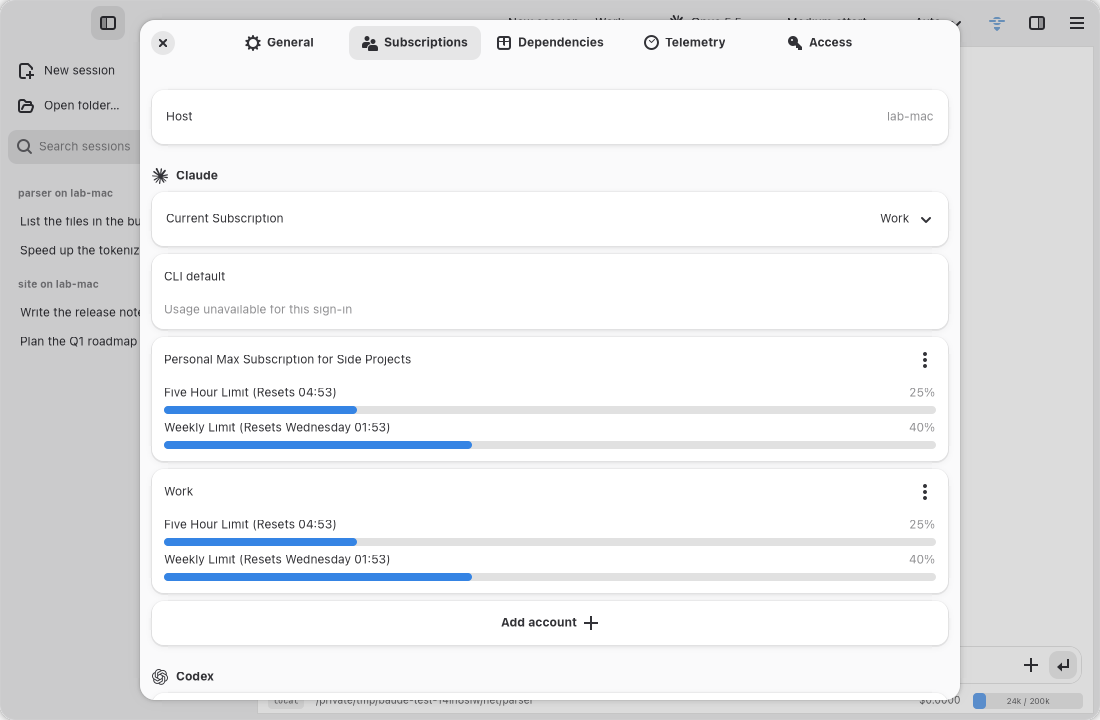 General
Subscriptions
Dependencies
Telemetry
Access
New session
Open folder...
Search sessions
parser on lab-mac
List the files in the bu
Speed up the tokeniz
site on lab-mac
Write the release note
Plan the Q1 roadmap
Host
lab-mac
Claude
Current Subscription
Work
CLI default
Usage unavailable for this sign-in
Personal Max Subscription for Side Projects
Five Hour Limit (Resets 04:53)
25%
Weekly Limit (Resets Wednesday 01:53)
40%
Work
Five Hour Limit (Resets 04:53)
25%
Weekly Limit (Resets Wednesday 01:53)
40%
Add account
Codex
24k / 200k